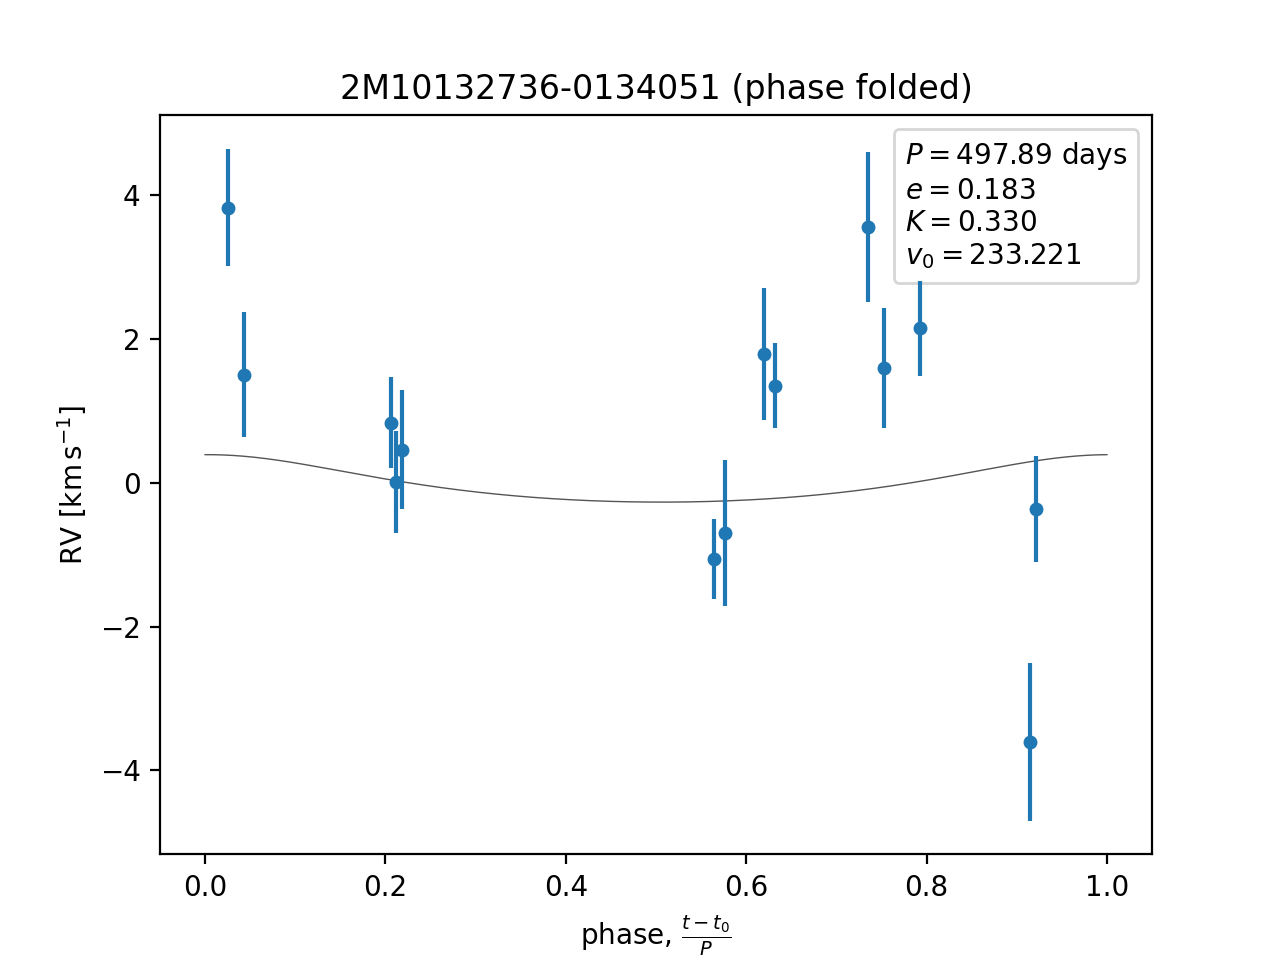 2M10132736-0134051 (phase folded)
P = 497.89 days
e = 0.183
K = 0.330
v₀ = 233.221
RV [km s⁻¹]
4
2
0
−2
−4
0.0 0.2 0.4 0.6 0.8 1.0
phase, (t − t₀)/P